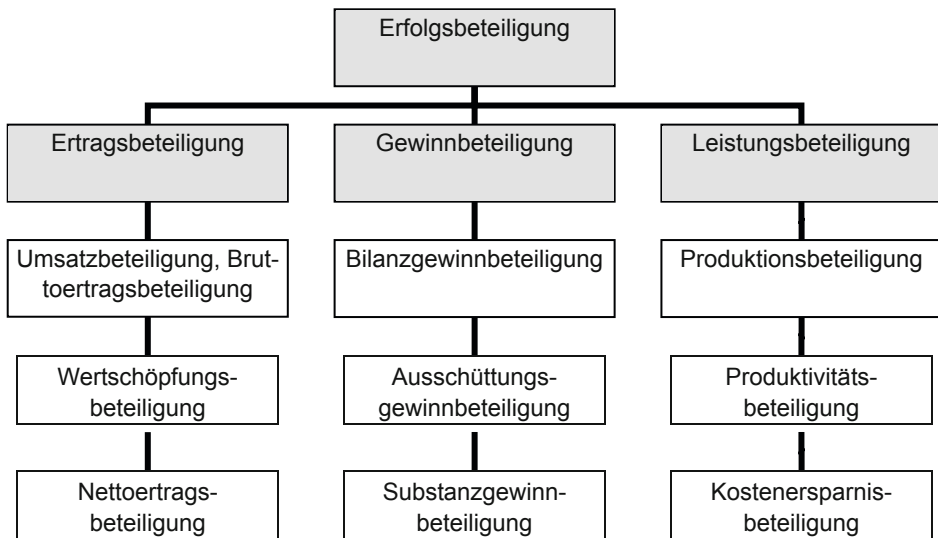 Erfolgsbeteiligung
Ertragsbeteiligung
Gewinnbeteiligung
Leistungsbeteiligung
Umsatzbeteiligung, Brut-
toertragsbeteiligung
Bilanzgewinnbeteiligung
Produktionsbeteiligung
Wertschöpfungs-
beteiligung
Ausschüttungs-
gewinnbeteiligung
Produktivitäts-
beteiligung
Nettoertrags-
beteiligung
Substanzgewinn-
beteiligung
Kostenersparnis-
beteiligung